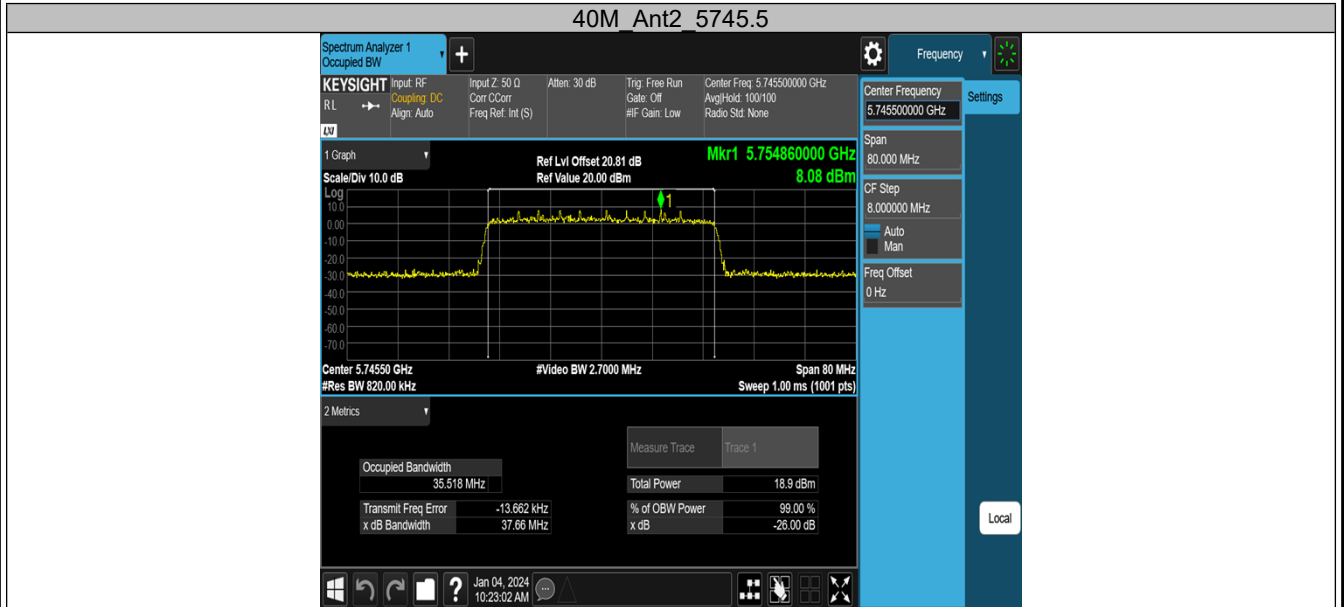 40M_Ant2_5745.5
Spectrum Analyzer 1
Occupied BW
+
Frequency
KEYSIGHT
R L
LXI
Input: RF
Coupling: DC
Align: Auto
Input Z: 50 Ω
Corr CCorr
Freq Ref: Int (S)
Atten: 30 dB
Trig: Free Run
Gate: Off
#IF Gain: Low
Center Freq: 5.745500000 GHz
Avg|Hold: 100/100
Radio Std: None
Center Frequency
5.745500000 GHz
Settings
Span
80.000 MHz
CF Step
8.000000 MHz
Auto
Man
Freq Offset
0 Hz
Local
1 Graph
Scale/Div 10.0 dB
Ref Lvl Offset 20.81 dB
Ref Value 20.00 dBm
Mkr1 5.754860000 GHz
8.08 dBm
Log
10.0
0.00
-10.0
-20.0
-30.0
-40.0
-50.0
-60.0
-70.0
1
Center 5.74550 GHz
#Video BW 2.7000 MHz
Span 80 MHz
#Res BW 820.00 kHz
Sweep 1.00 ms (1001 pts)
2 Metrics
Measure Trace
Trace 1
Occupied Bandwidth
35.518 MHz
Total Power
18.9 dBm
Transmit Freq Error
-13.662 kHz
% of OBW Power
99.00 %
x dB Bandwidth
37.66 MHz
x dB
-26.00 dB
?
Jan 04, 2024
10:23:02 AM